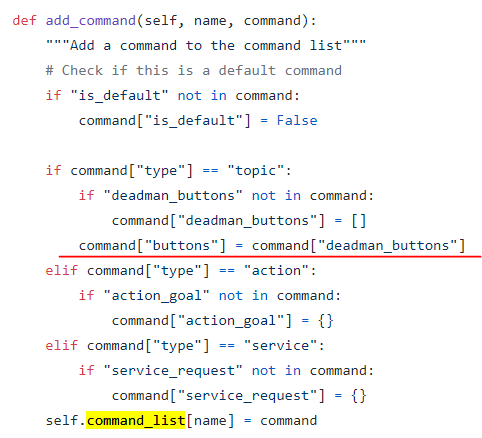 def add_command(self, name, command):
    """Add a command to the command list"""
    # Check if this is a default command
    if "is_default" not in command:
        command["is_default"] = False

    if command["type"] == "topic":
        if "deadman_buttons" not in command:
            command["deadman_buttons"] = []
        command["buttons"] = command["deadman_buttons"]
    elif command["type"] == "action":
        if "action_goal" not in command:
            command["action_goal"] = {}
    elif command["type"] == "service":
        if "service_request" not in command:
            command["service_request"] = {}
    self.command_list[name] = command